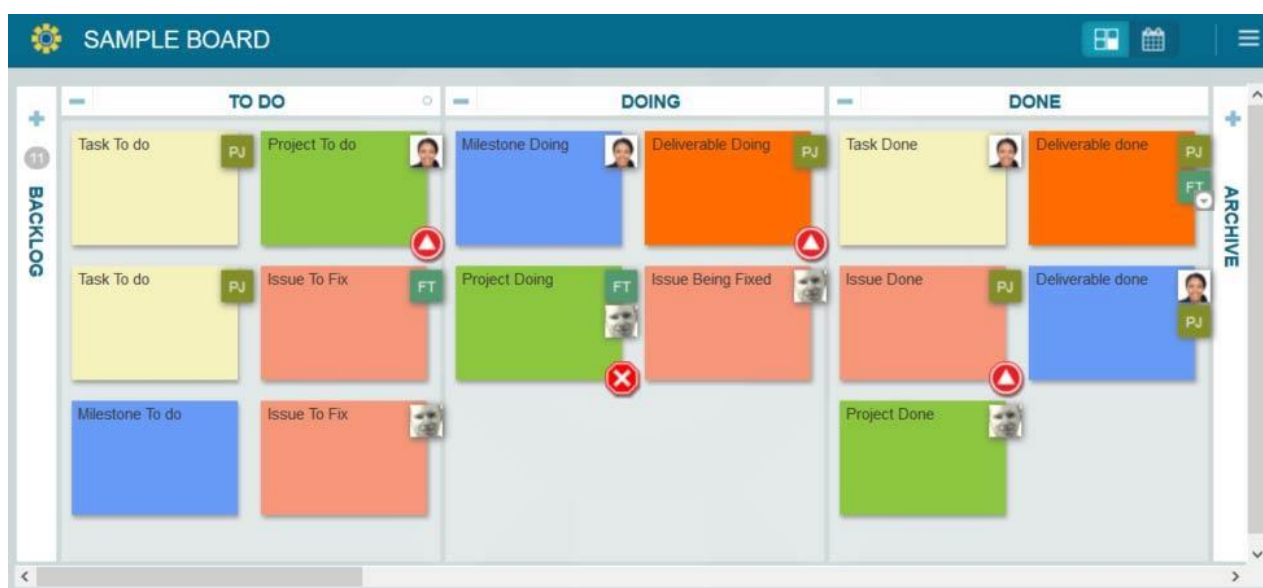 SAMPLE BOARD
TO DO
DOING
DONE
11
BACKLOG
ARCHIVE
Task To do
PJ
Project To do
Milestone Doing
Deliverable Doing
PJ
Task Done
Deliverable done
PJ
FT
Task To do
PJ
Issue To Fix
FT
Project Doing
FT
Issue Being Fixed
Issue Done
PJ
Deliverable done
PJ
Milestone To do
Issue To Fix
Project Done